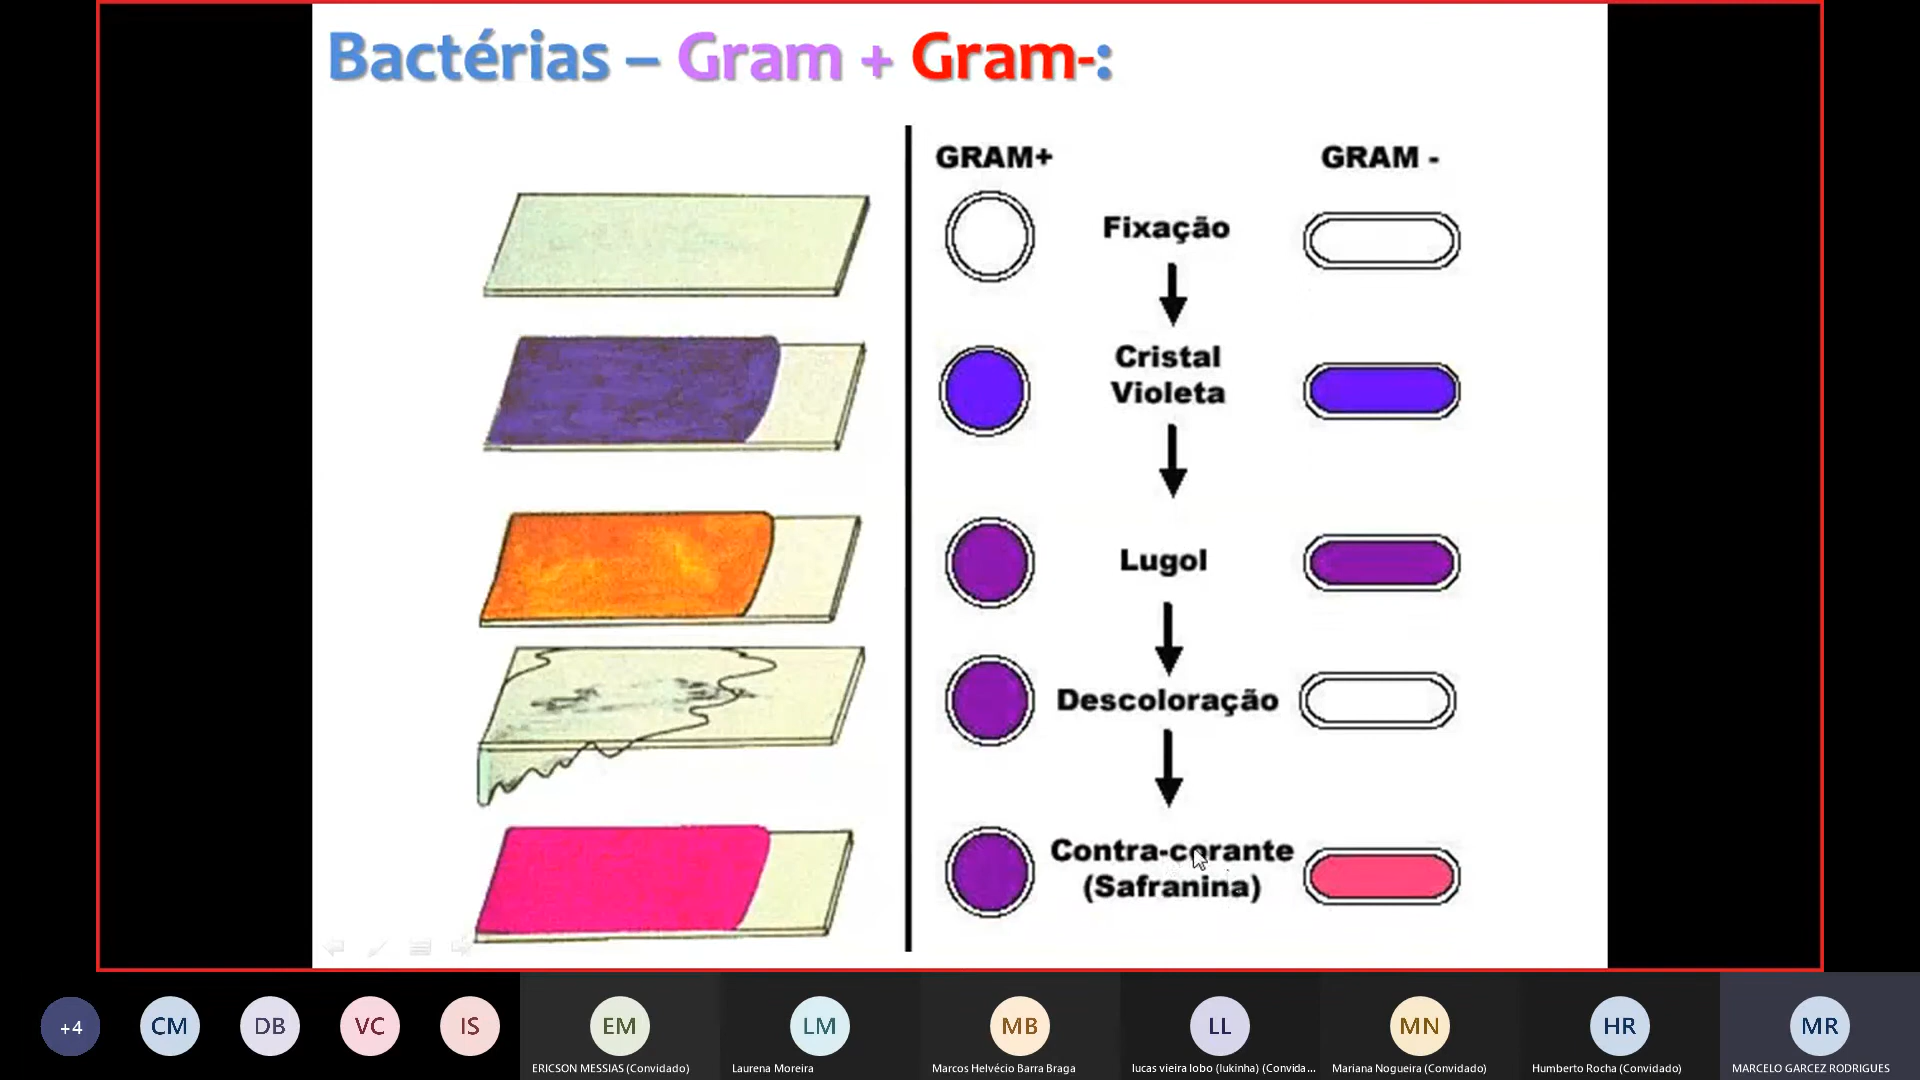 Bactérias – Gram + Gram-:
GRAM+
GRAM -
Fixação
Cristal
Violeta
Lugol
Descoloração
Contra-corante
(Safranina)
+4
CM
DB
VC
IS
EM
LM
MB
LL
MN
HR
MR
ERICSON MESSIAS (Convidado)
Laurena Moreira
Marcos Helvécio Barra Braga
lucas vieira lobo (lukinha) (Convida...
Mariana Nogueira (Convidado)
Humberto Rocha (Convidado)
MARCELO GARCEZ RODRIGUES